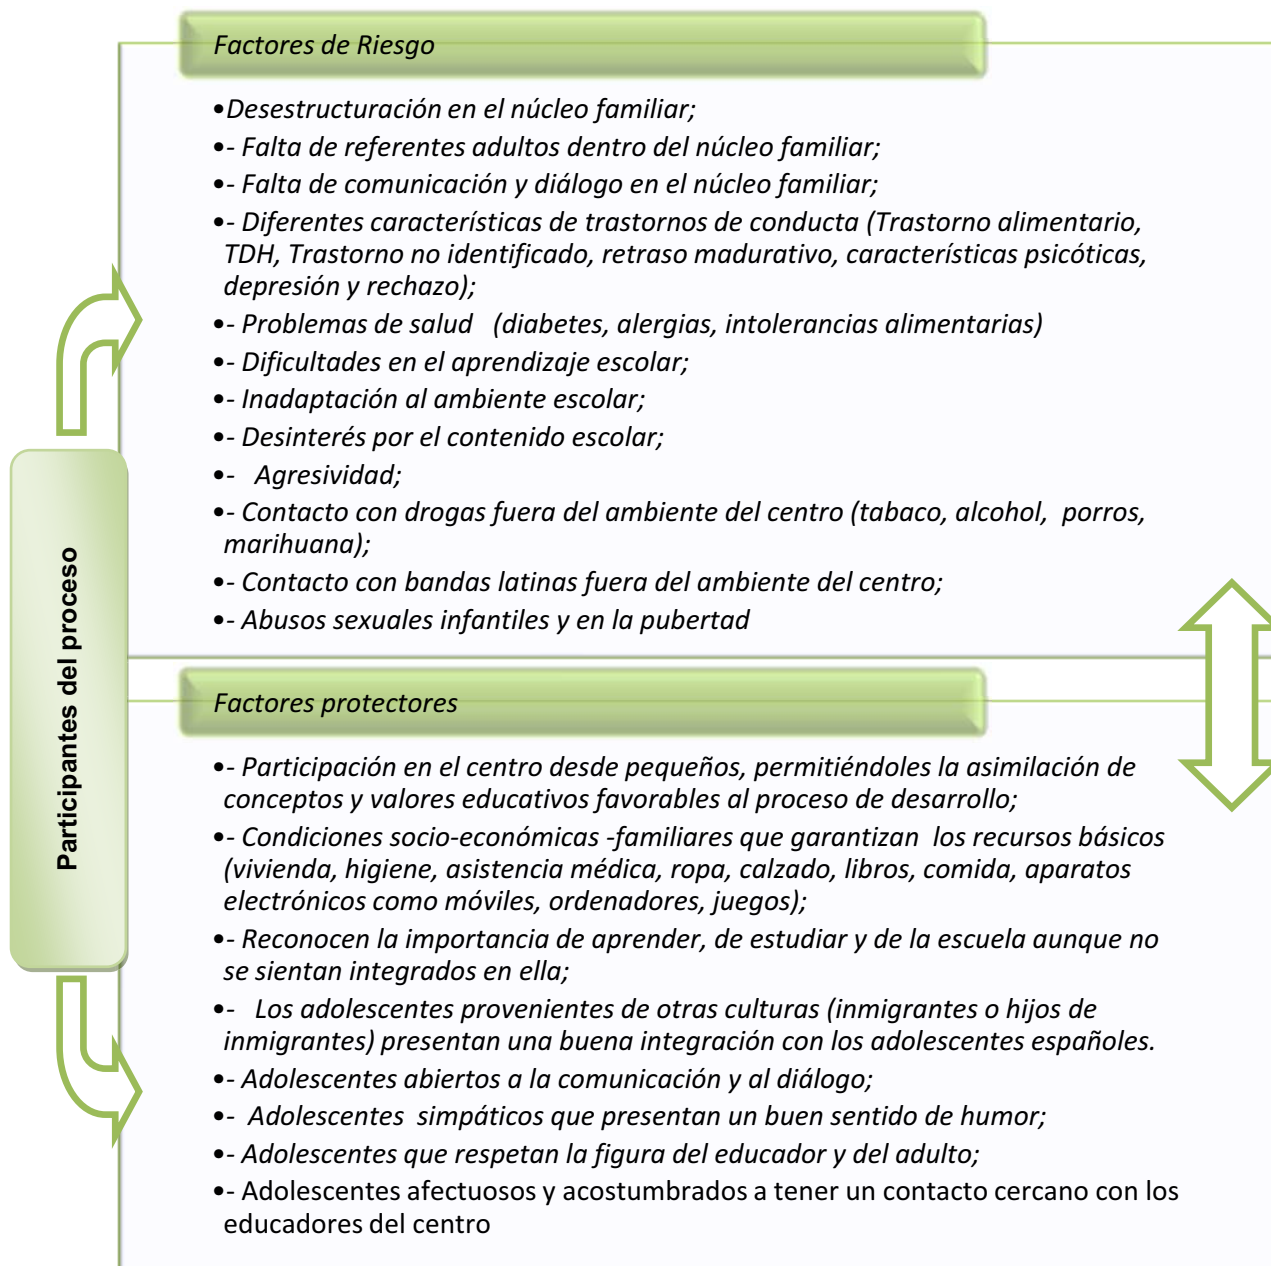 Factores de Riesgo
•Desestructuración en el núcleo familiar;
•- Falta de referentes adultos dentro del núcleo familiar;
•- Falta de comunicación y diálogo en el núcleo familiar;
•- Diferentes características de trastornos de conducta (Trastorno alimentario,
TDH, Trastorno no identificado, retraso madurativo, características psicóticas,
depresión y rechazo);
•- Problemas de salud (diabetes, alergias, intolerancias alimentarias)
•- Dificultades en el aprendizaje escolar;
•- Inadaptación al ambiente escolar;
•- Desinterés por el contenido escolar;
•- Agresividad;
•- Contacto con drogas fuera del ambiente del centro (tabaco, alcohol, porros,
marihuana);
•- Contacto con bandas latinas fuera del ambiente del centro;
•- Abusos sexuales infantiles y en la pubertad
Participantes del proceso
Factores protectores
•- Participación en el centro desde pequeños, permitiéndoles la asimilación de
conceptos y valores educativos favorables al proceso de desarrollo;
•- Condiciones socio-económicas -familiares que garantizan los recursos básicos
(vivienda, higiene, asistencia médica, ropa, calzado, libros, comida, aparatos
electrónicos como móviles, ordenadores, juegos);
•- Reconocen la importancia de aprender, de estudiar y de la escuela aunque no
se sientan integrados en ella;
•- Los adolescentes provenientes de otras culturas (inmigrantes o hijos de
inmigrantes) presentan una buena integración con los adolescentes españoles.
•- Adolescentes abiertos a la comunicación y al diálogo;
•- Adolescentes simpáticos que presentan un buen sentido de humor;
•- Adolescentes que respetan la figura del educador y del adulto;
•- Adolescentes afectuosos y acostumbrados a tener un contacto cercano con los
educadores del centro